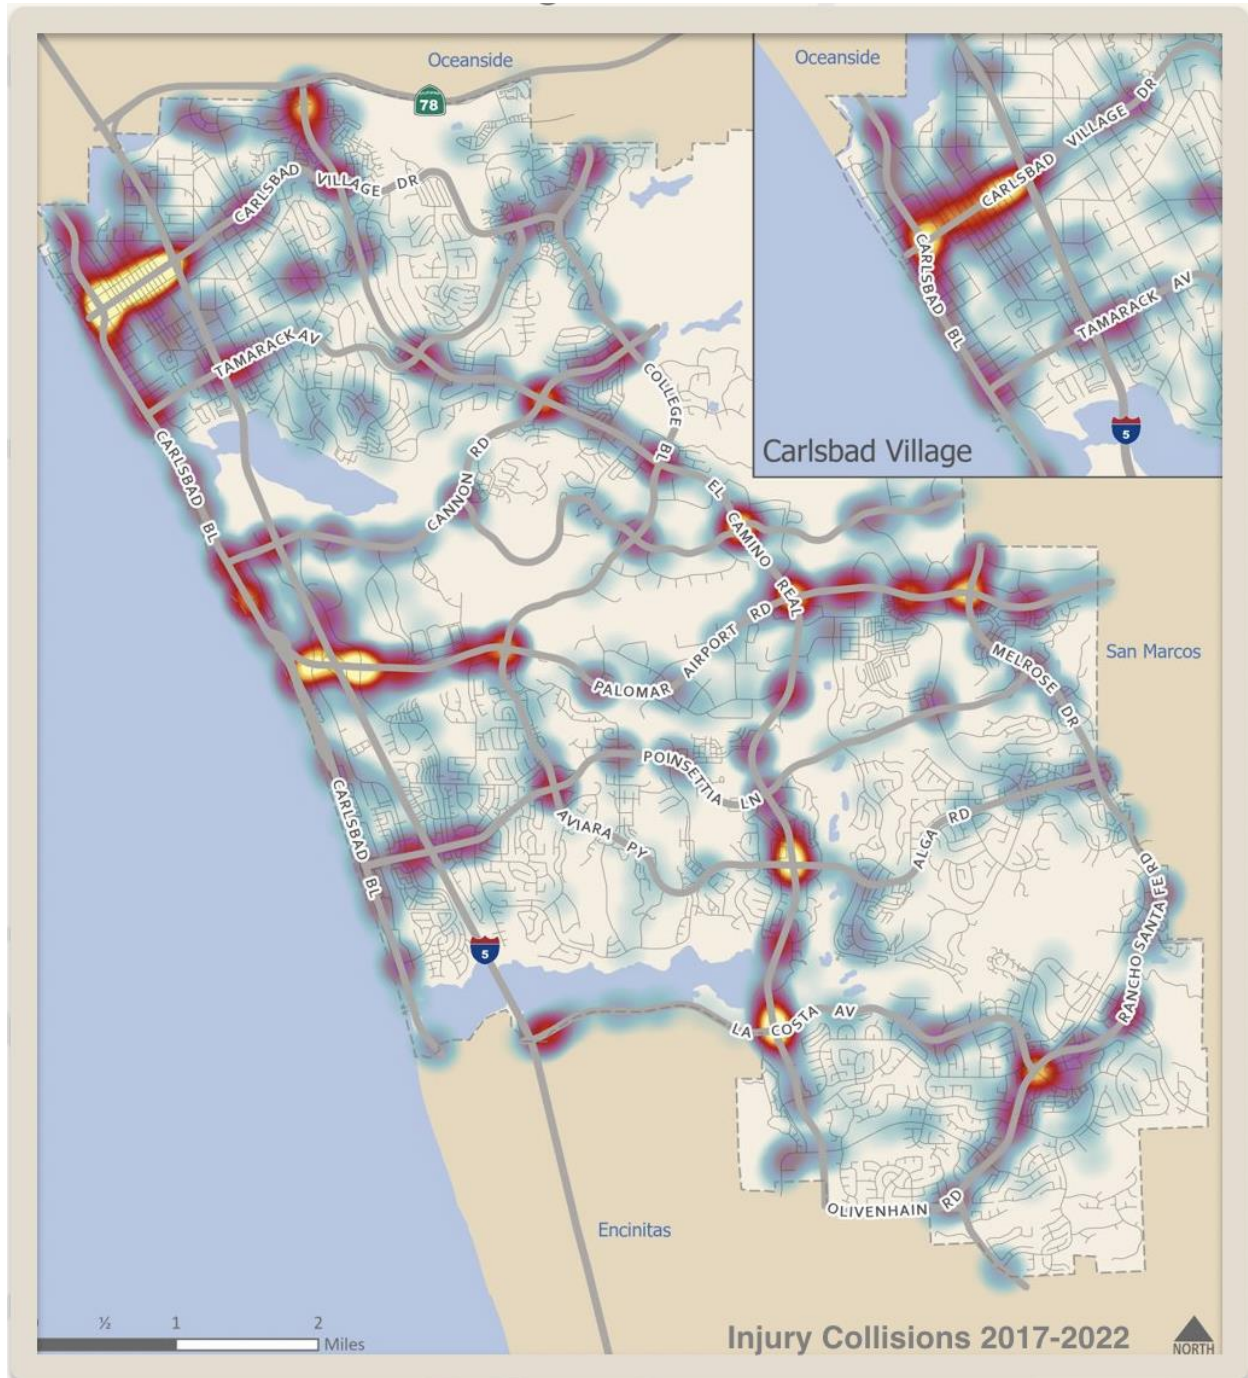 Oceanside
78
CARLSBAD VILLAGE DR
TAMARACK AV
CARLSBAD BL
CANNON RD
COLLEGE BL
EL CAMINO REAL
PALOMAR AIRPORT RD
MELROSE DR
San Marcos
POINSETTIA LN
CARLSBAD BL
AVIARA PY
ALGA RD
5
RANCHO SANTA FE RD
LA COSTA AV
OLIVENHAIN RD
Encinitas
Oceanside
CARLSBAD VILLAGE DR
CARLSBAD BL
TAMARACK AV
5
Carlsbad Village
½ 1 2
Miles
Injury Collisions 2017-2022
NORTH